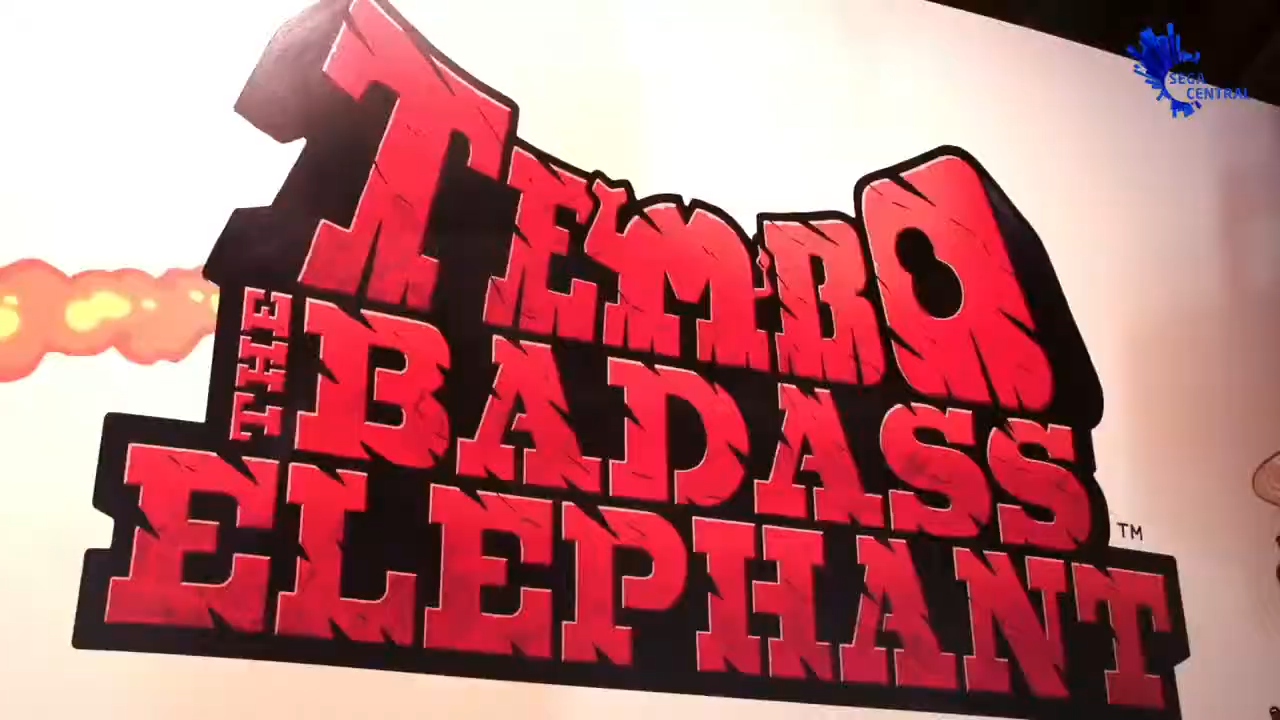 SEGA
CENTRAL
TEMBO
THE
BADASS
ELEPHANT
TM